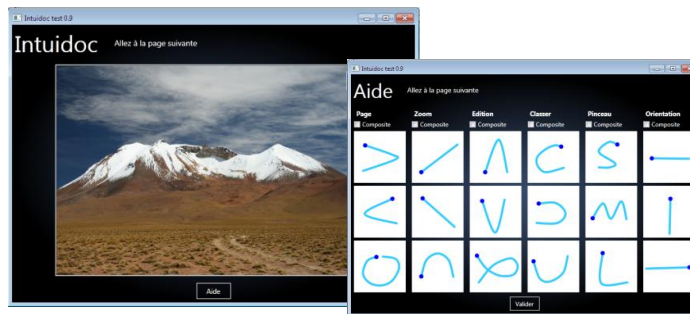 Intuidoc test 0.9
Intuidoc Allez à la page suivante
Aide
Intuidoc test 0.9
Aide Allez à la page suivante
Page Zoom Edition Classer Pinceau Orientation
Composite Composite Composite Composite Composite Composite
Valider